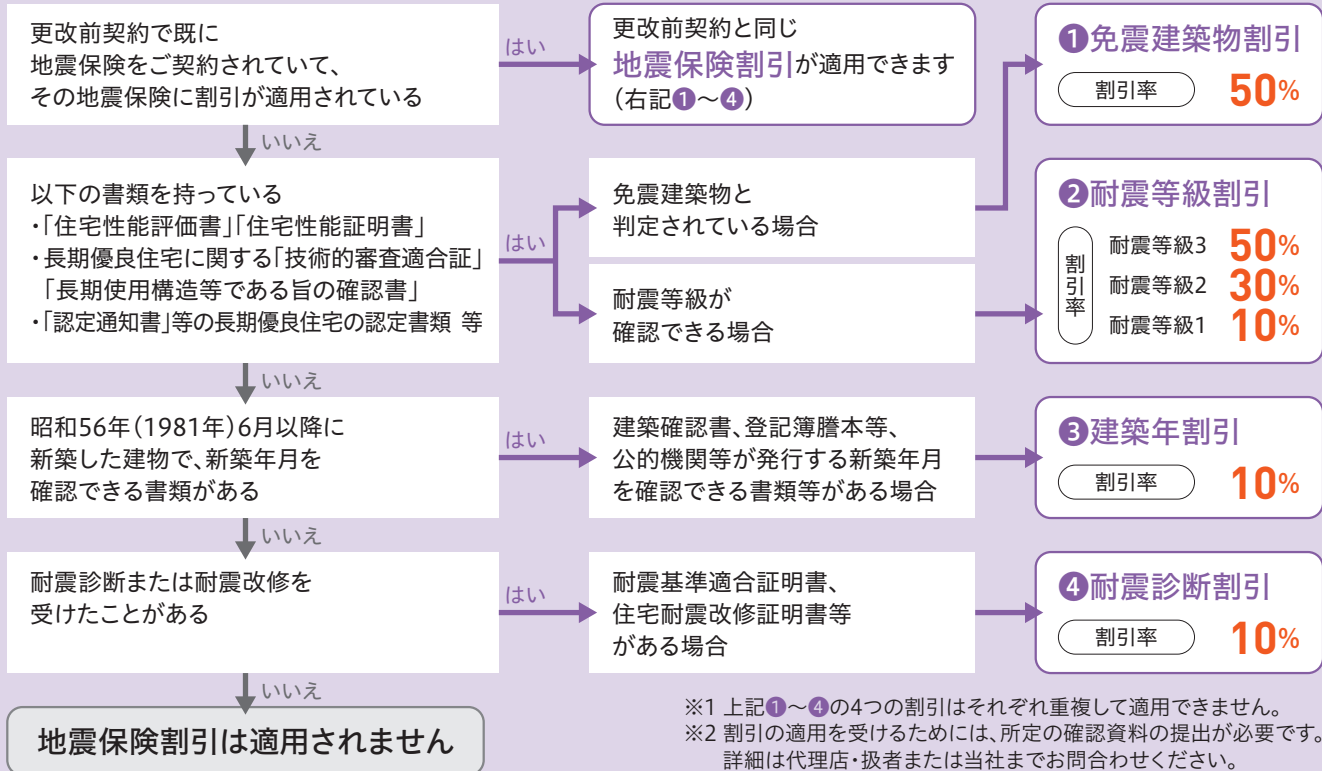 更改前契約で既に
地震保険をご契約されていて、
その地震保険に割引が適用されている
はい
更改前契約と同じ
地震保険割引が適用できます
(右記❶～❹)
いいえ
以下の書類を持っている
・「住宅性能評価書」「住宅性能証明書」
・長期優良住宅に関する「技術的審査適合証」
「長期使用構造等である旨の確認書」
・「認定通知書」等の長期優良住宅の認定書類 等
はい
免震建築物と
判定されている場合
❶免震建築物割引
割引率 50%
耐震等級が
確認できる場合
❷耐震等級割引
割引率
耐震等級3 50%
耐震等級2 30%
耐震等級1 10%
いいえ
昭和56年(1981年)6月以降に
新築した建物で、新築年月を
確認できる書類がある
はい
建築確認書、登記簿謄本等、
公的機関等が発行する新築年月
を確認できる書類等がある場合
❸建築年割引
割引率 10%
いいえ
耐震診断または耐震改修を
受けたことがある
はい
耐震基準適合証明書、
住宅耐震改修証明書等
がある場合
❹耐震診断割引
割引率 10%
いいえ
地震保険割引は適用されません
※1 上記❶～❹の4つの割引はそれぞれ重複して適用できません。
※2 割引の適用を受けるためには、所定の確認資料の提出が必要です。
詳細は代理店・扱者または当社までお問合わせください。